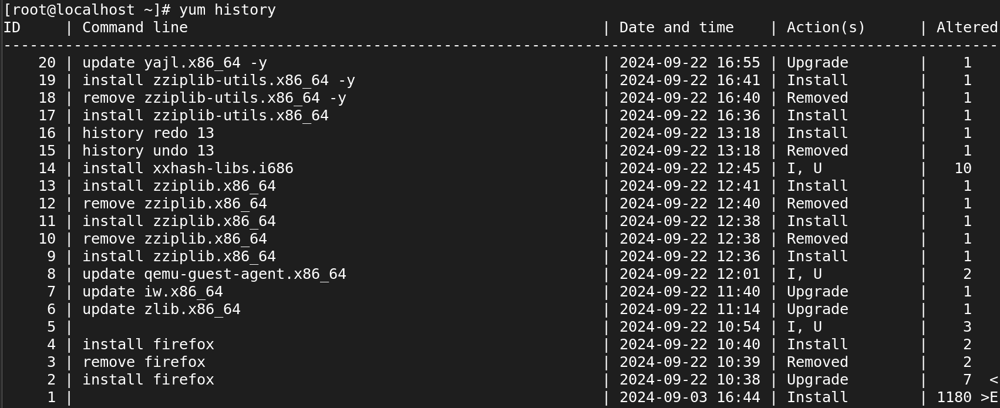 [root@localhost ~]# yum history
ID     | Command line                                               | Date and time    | Action(s)      | Altered
-----------------------------------------------------------------------------------------------------------------
    20 | update yajl.x86_64 -y                                      | 2024-09-22 16:55 | Upgrade        |    1
    19 | install zziplib-utils.x86_64 -y                            | 2024-09-22 16:41 | Install        |    1
    18 | remove zziplib-utils.x86_64 -y                             | 2024-09-22 16:40 | Removed        |    1
    17 | install zziplib-utils.x86_64                               | 2024-09-22 16:36 | Install        |    1
    16 | history redo 13                                            | 2024-09-22 13:18 | Install        |    1
    15 | history undo 13                                            | 2024-09-22 13:18 | Removed        |    1
    14 | install xxhash-libs.i686                                   | 2024-09-22 12:45 | I, U           |   10
    13 | install zziplib.x86_64                                     | 2024-09-22 12:41 | Install        |    1
    12 | remove zziplib.x86_64                                      | 2024-09-22 12:40 | Removed        |    1
    11 | install zziplib.x86_64                                     | 2024-09-22 12:38 | Install        |    1
    10 | remove zziplib.x86_64                                      | 2024-09-22 12:38 | Removed        |    1
     9 | install zziplib.x86_64                                     | 2024-09-22 12:36 | Install        |    1
     8 | update qemu-guest-agent.x86_64                             | 2024-09-22 12:01 | I, U           |    2
     7 | update iw.x86_64                                           | 2024-09-22 11:40 | Upgrade        |    1
     6 | update zlib.x86_64                                         | 2024-09-22 11:14 | Upgrade        |    1
     5 |                                                            | 2024-09-22 10:54 | I, U           |    3
     4 | install firefox                                            | 2024-09-22 10:40 | Install        |    2
     3 | remove firefox                                             | 2024-09-22 10:39 | Removed        |    2
     2 | install firefox                                            | 2024-09-22 10:38 | Upgrade        |    7  <
     1 |                                                            | 2024-09-03 16:44 | Install        | 1180 >E